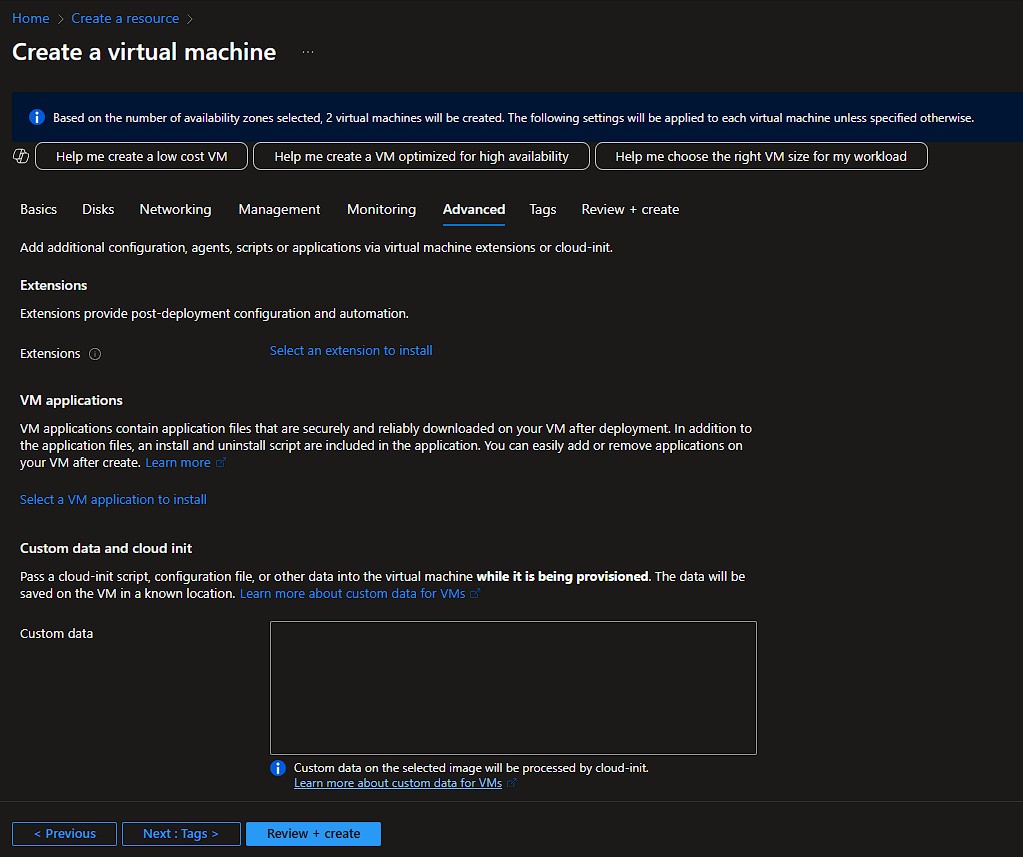 Home > Create a resource >
Create a virtual machine ...
Based on the number of availability zones selected, 2 virtual machines will be created. The following settings will be applied to each virtual machine unless specified otherwise.
Help me create a low cost VM Help me create a VM optimized for high availability Help me choose the right VM size for my workload
Basics Disks Networking Management Monitoring Advanced Tags Review + create
Add additional configuration, agents, scripts or applications via virtual machine extensions or cloud-init.
Extensions
Extensions provide post-deployment configuration and automation.
Extensions Select an extension to install
VM applications
VM applications contain application files that are securely and reliably downloaded on your VM after deployment. In addition to
the application files, an install and uninstall script are included in the application. You can easily add or remove applications on
your VM after create. Learn more
Select a VM application to install
Custom data and cloud init
Pass a cloud-init script, configuration file, or other data into the virtual machine while it is being provisioned. The data will be
saved on the VM in a known location. Learn more about custom data for VMs
Custom data
Custom data on the selected image will be processed by cloud-init.
Learn more about custom data for VMs
< Previous Next : Tags > Review + create